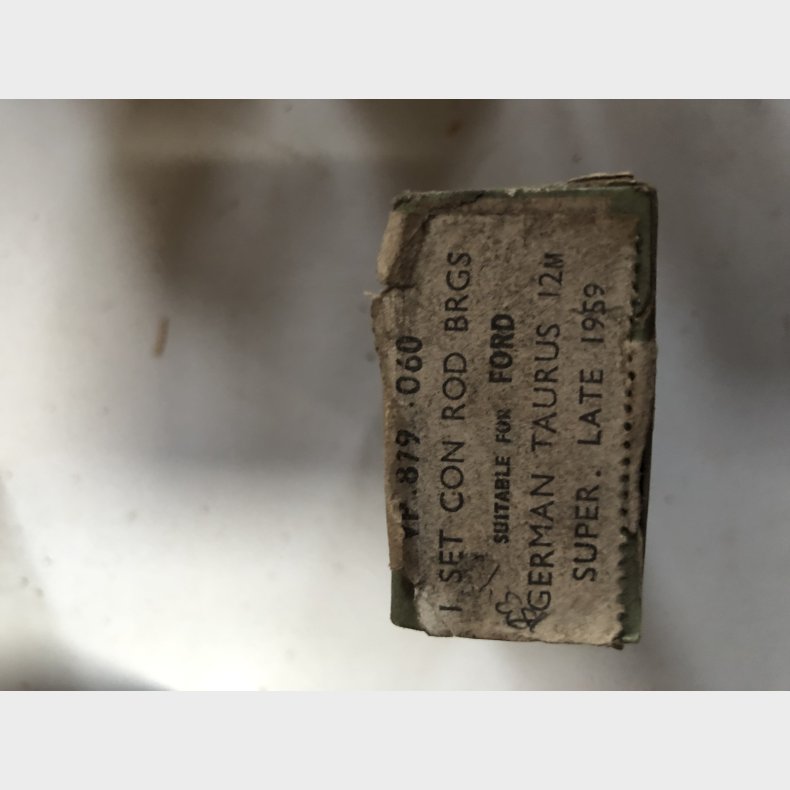 VP 879 .060
1 SET CON ROD BRGS
SUITABLE FOR FORD
GERMAN TAURUS 12M
SUPER. LATE 1959